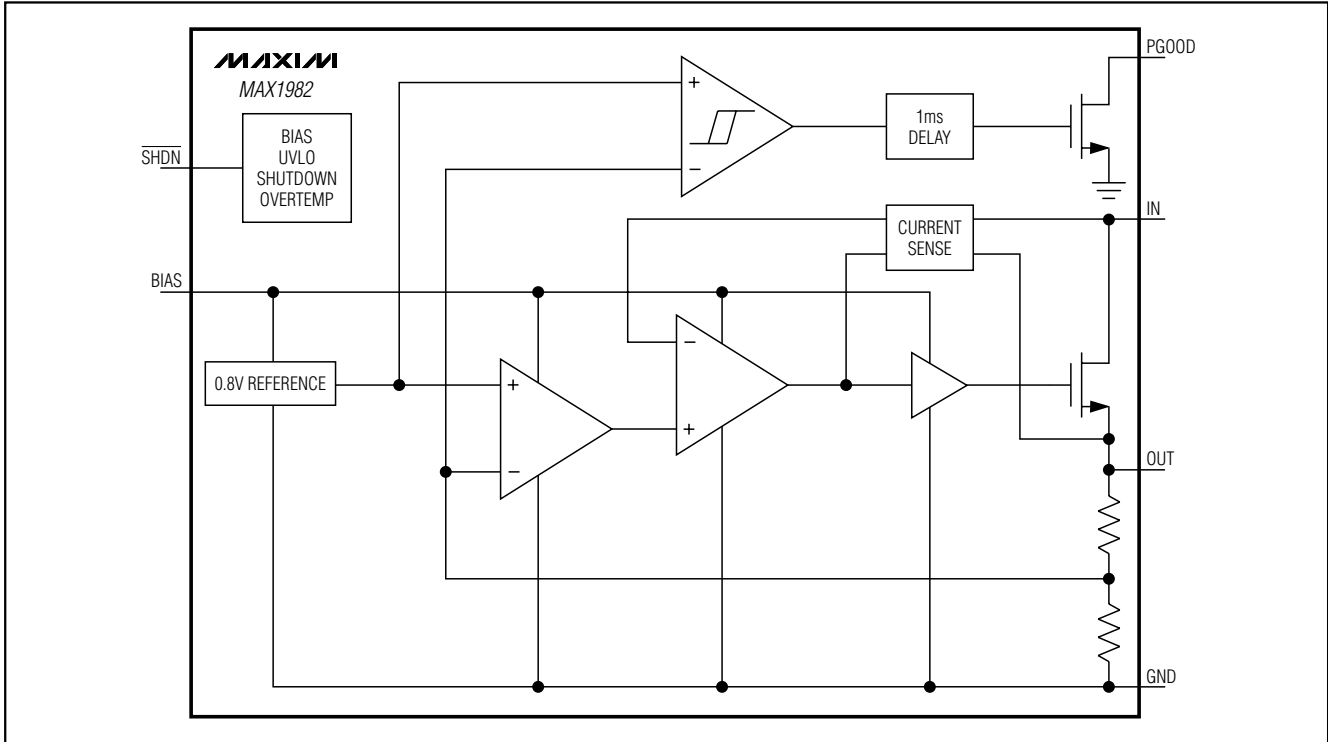 MAXIM
MAX1982
PGOOD
1ms
DELAY
BIAS
UVLO
SHUTDOWN
OVERTEMP
SHDN
IN
CURRENT
SENSE
BIAS
0.8V REFERENCE
OUT
GND
+
−
−
+
+
−